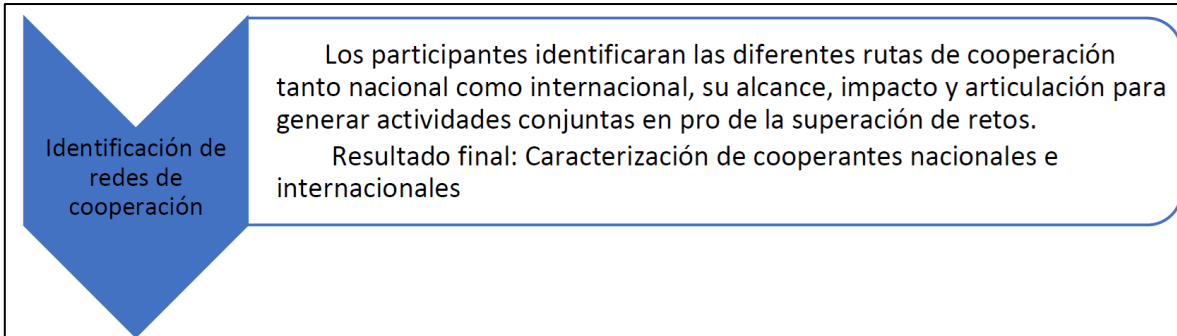 Identificación de
redes de
cooperación
Los participantes identificaran las diferentes rutas de cooperación
tanto nacional como internacional, su alcance, impacto y articulación para
generar actividades conjuntas en pro de la superación de retos.
Resultado final: Caracterización de cooperantes nacionales e
internacionales